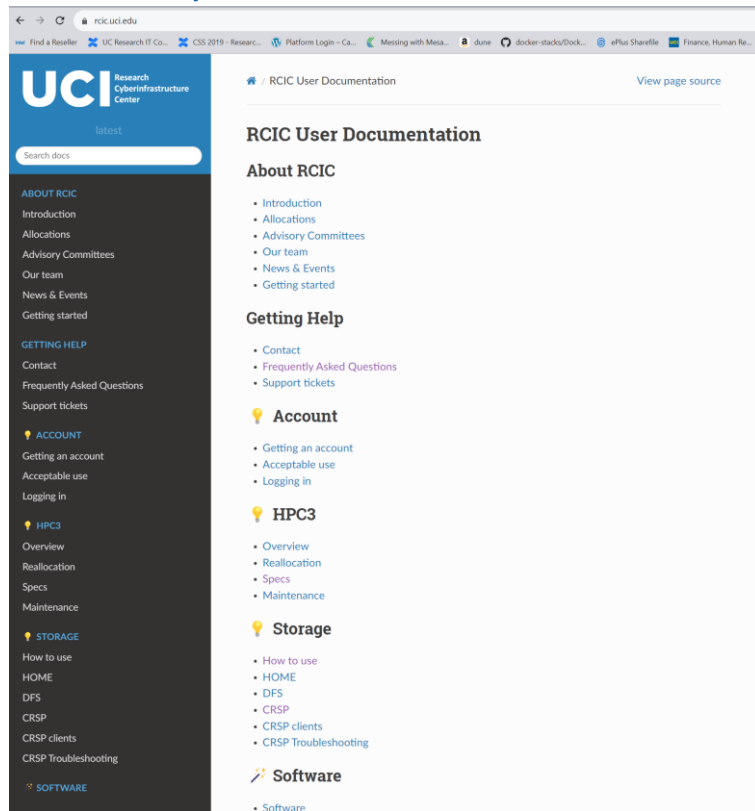 rcic.uci.edu
Find a Reseller UC Research IT Co... CSS 2019 - Researc... Platform Login – Ca... Messing with Mesa... dune docker-stacks/Dock... ePlus Sharefile Finance, Human Re...
UCI Research
Cyberinfrastructure
Center
latest
Search docs
ABOUT RCIC
Introduction
Allocations
Advisory Committees
Our team
News & Events
Getting started
GETTING HELP
Contact
Frequently Asked Questions
Support tickets
ACCOUNT
Getting an account
Acceptable use
Logging in
HPC3
Overview
Reallocation
Specs
Maintenance
STORAGE
How to use
HOME
DFS
CRSP
CRSP clients
CRSP Troubleshooting
SOFTWARE
/ RCIC User Documentation
View page source
RCIC User Documentation
About RCIC
• Introduction
• Allocations
• Advisory Committees
• Our team
• News & Events
• Getting started
Getting Help
• Contact
• Frequently Asked Questions
• Support tickets
Account
• Getting an account
• Acceptable use
• Logging in
HPC3
• Overview
• Reallocation
• Specs
• Maintenance
Storage
• How to use
• HOME
• DFS
• CRSP
• CRSP clients
• CRSP Troubleshooting
Software
• Software